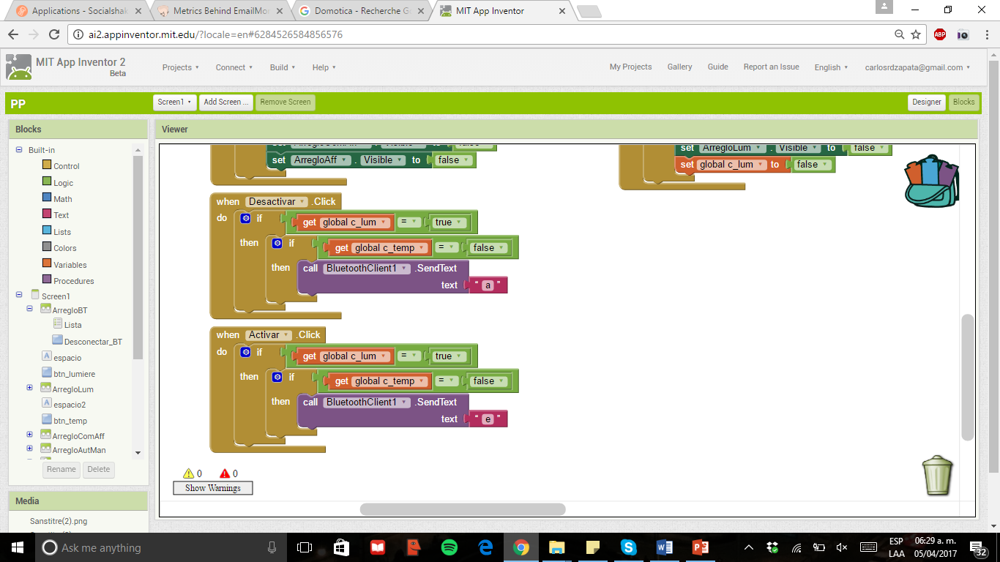 Applications - Socialshak
Metrics Behind EmailMo
Domotica - Recherche G
MIT App Inventor
ai2.appinventor.mit.edu/?locale=en#6284526584856576
ABP
MIT App Inventor 2
Beta
Projects Connect Build Help
My Projects Gallery Guide Report an Issue English carlosrdzapata@gmail.com
PP
Screen1 Add Screen ... Remove Screen
Designer Blocks
Blocks
Built-in
Control
Logic
Math
Text
Lists
Colors
Variables
Procedures
Screen1
ArregloBT
Lista
Desconectar_BT
espacio
btn_lumiere
ArregloLum
espacio2
btn_temp
ArregloComAff
ArregloAutMan
Rename Delete
Media
Sanstitre(2).png
Viewer
set ArregloAff . Visible to false
set ArregloLum . Visible to false
set global c_lum to false
when Desactivar .Click
do if get global c_lum = true
then if get global c_temp = false
then call BluetoothClient1 .SendText
text “ a ”
when Activar .Click
do if get global c_lum = true
then if get global c_temp = false
then call BluetoothClient1 .SendText
text “ e ”
0 0
Show Warnings
Ask me anything
ESP
LAA
06:29 a. m.
05/04/2017
32